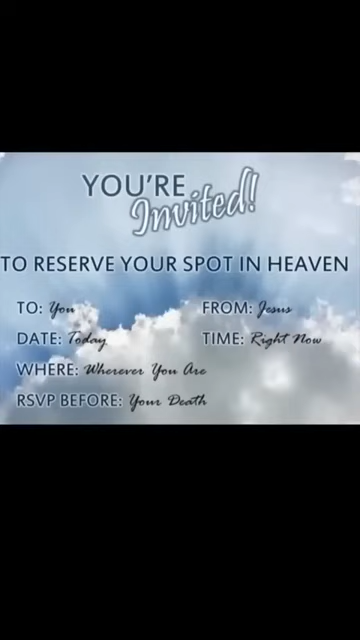 YOU'RE
Invited!
TO RESERVE YOUR SPOT IN HEAVEN
TO: You FROM: Jesus
DATE: Today TIME: Right Now
WHERE: Wherever You Are
RSVP BEFORE: Your Death